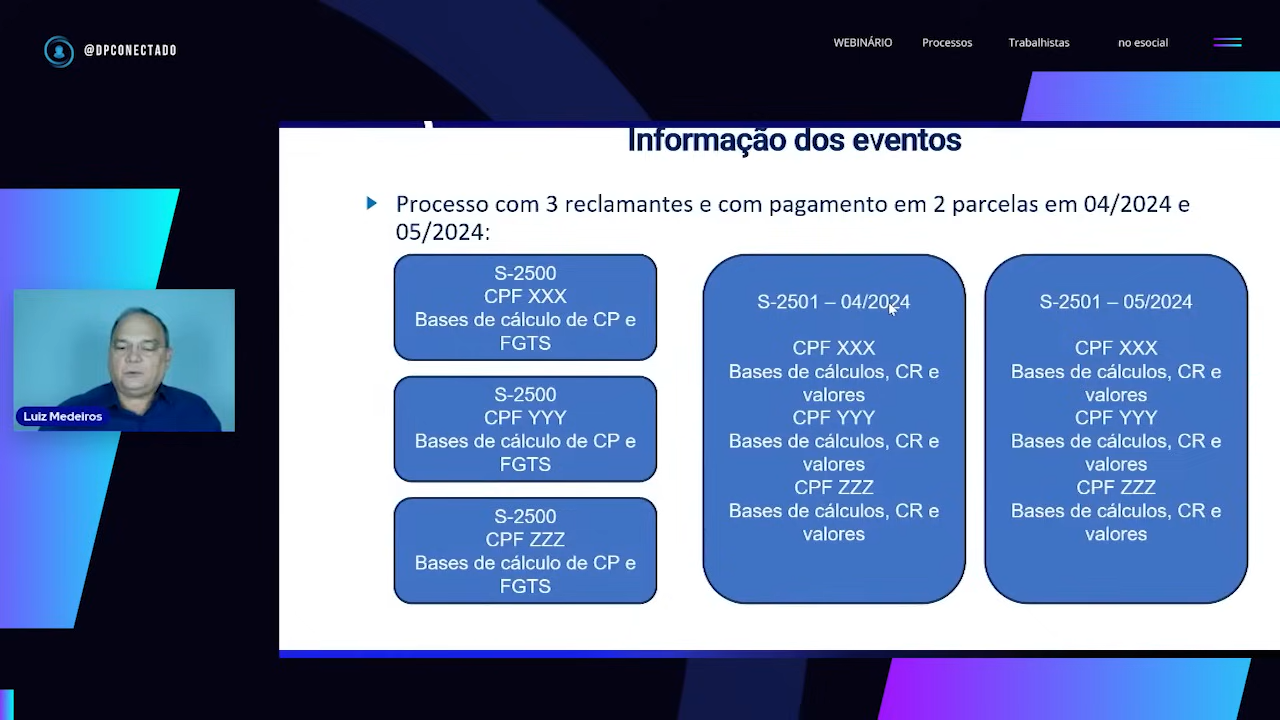 @DPCONECTADO
WEBINÁRIO Processos Trabalhistas no esocial
Informação dos eventos
Processo com 3 reclamantes e com pagamento em 2 parcelas em 04/2024 e
05/2024:
S-2500
CPF XXX
Bases de cálculo de CP e
FGTS
S-2500
CPF YYY
Bases de cálculo de CP e
FGTS
S-2500
CPF ZZZ
Bases de cálculo de CP e
FGTS
S-2501 – 04/2024
CPF XXX
Bases de cálculos, CR e
valores
CPF YYY
Bases de cálculos, CR e
valores
CPF ZZZ
Bases de cálculos, CR e
valores
S-2501 – 05/2024
CPF XXX
Bases de cálculos, CR e
valores
CPF YYY
Bases de cálculos, CR e
valores
CPF ZZZ
Bases de cálculos, CR e
valores
Luiz Medeiros